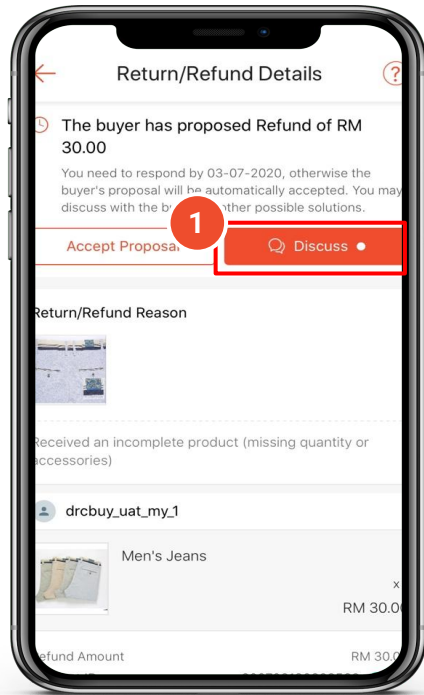 Return/Refund Details
?
The buyer has proposed Refund of RM
30.00
You need to respond by 03-07-2020, otherwise the
buyer's proposal will be automatically accepted. You may
discuss with the other possible solutions.
1
Accept Proposal
Discuss
Return/Refund Reason
Received an incomplete product (missing quantity or
accessories)
drcbuy_uat_my_1
Men's Jeans
x
RM 30.00
Refund Amount
RM 30.0